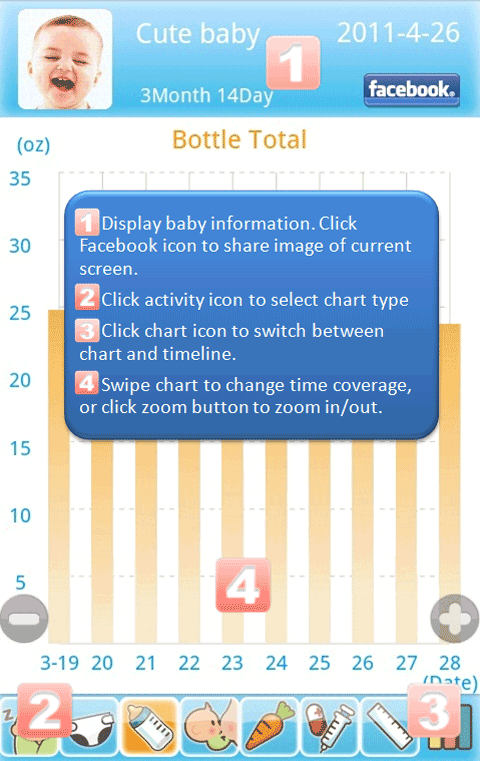 Cute baby
2011-4-26
1
3Month 14Day
facebook.
(oz)
Bottle Total
35
30
25
20
15
10
5
1 Display baby information. Click
Facebook icon to share image of current
screen.
2 Click activity icon to select chart type
3 Click chart icon to switch between
chart and timeline.
4 Swipe chart to change time coverage,
or click zoom button to zoom in/out.
4
3-19 20 21 22 23 24 25 26 27 28
(Date)
z
2
3